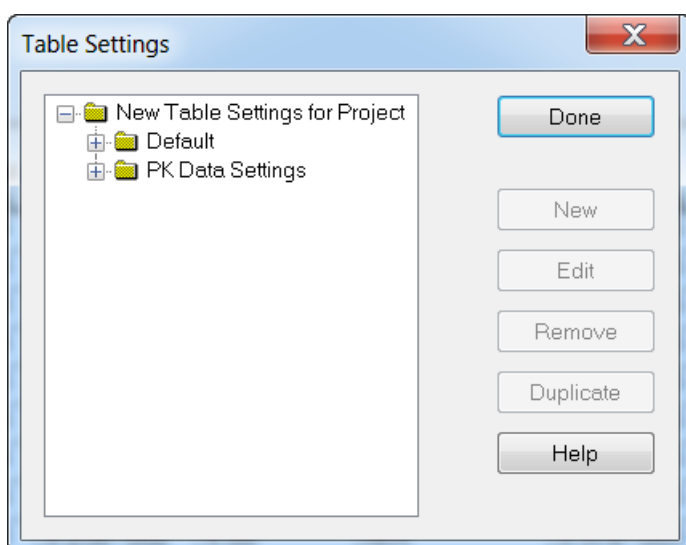 Table Settings
New Table Settings for Project
Default
PK Data Settings
Done
New
Edit
Remove
Duplicate
Help